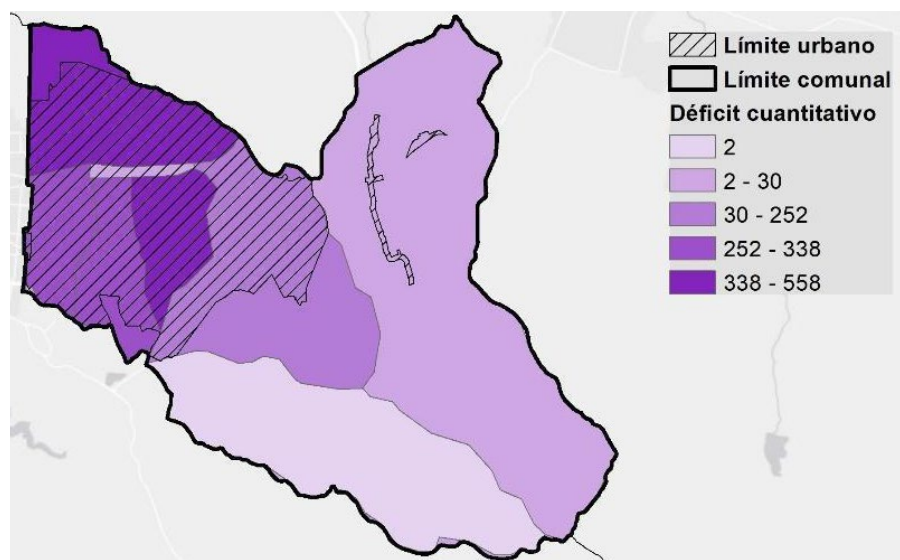 Límite urbano
Límite comunal
Déficit cuantitativo
2
2 - 30
30 - 252
252 - 338
338 - 558